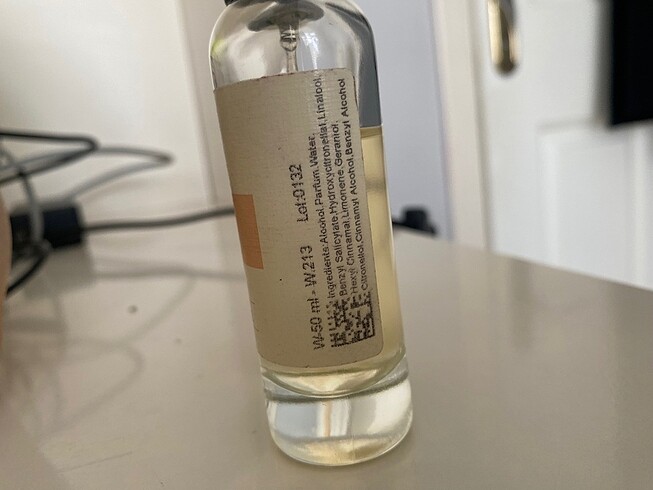 W-50 ml - W.213 Lot:0132
Ingredients:Alcohol,Parfum,Water,
Benzyl Salicylate,Hydroxycitronellal,Linalool,
Hexyl Cinnamal,Limonene,Geraniol,
Citronellol,Cinnamyl Alcohol,Benzyl Alcohol